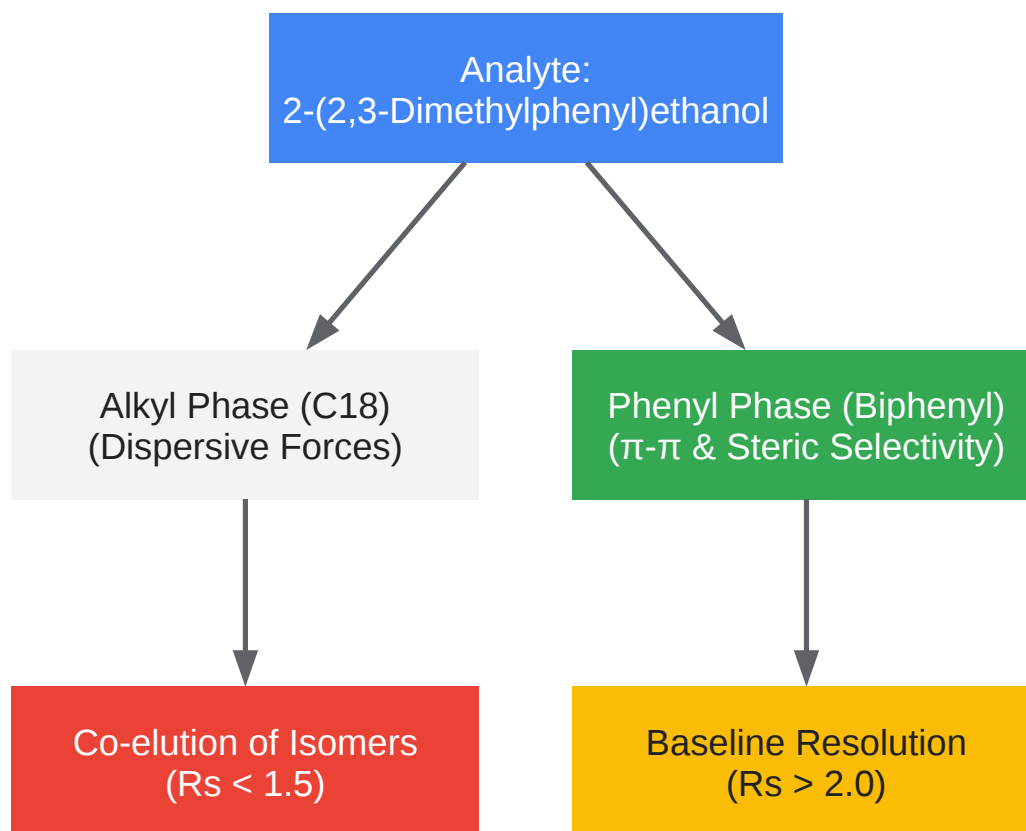 Analyte:
2-(2,3-Dimethylphenyl)ethanol
Alkyl Phase (C18)
(Dispersive Forces)
Phenyl Phase (Biphenyl)
(π-π & Steric Selectivity)
Co-elution of Isomers
(Rs < 1.5)
Baseline Resolution
(Rs > 2.0)